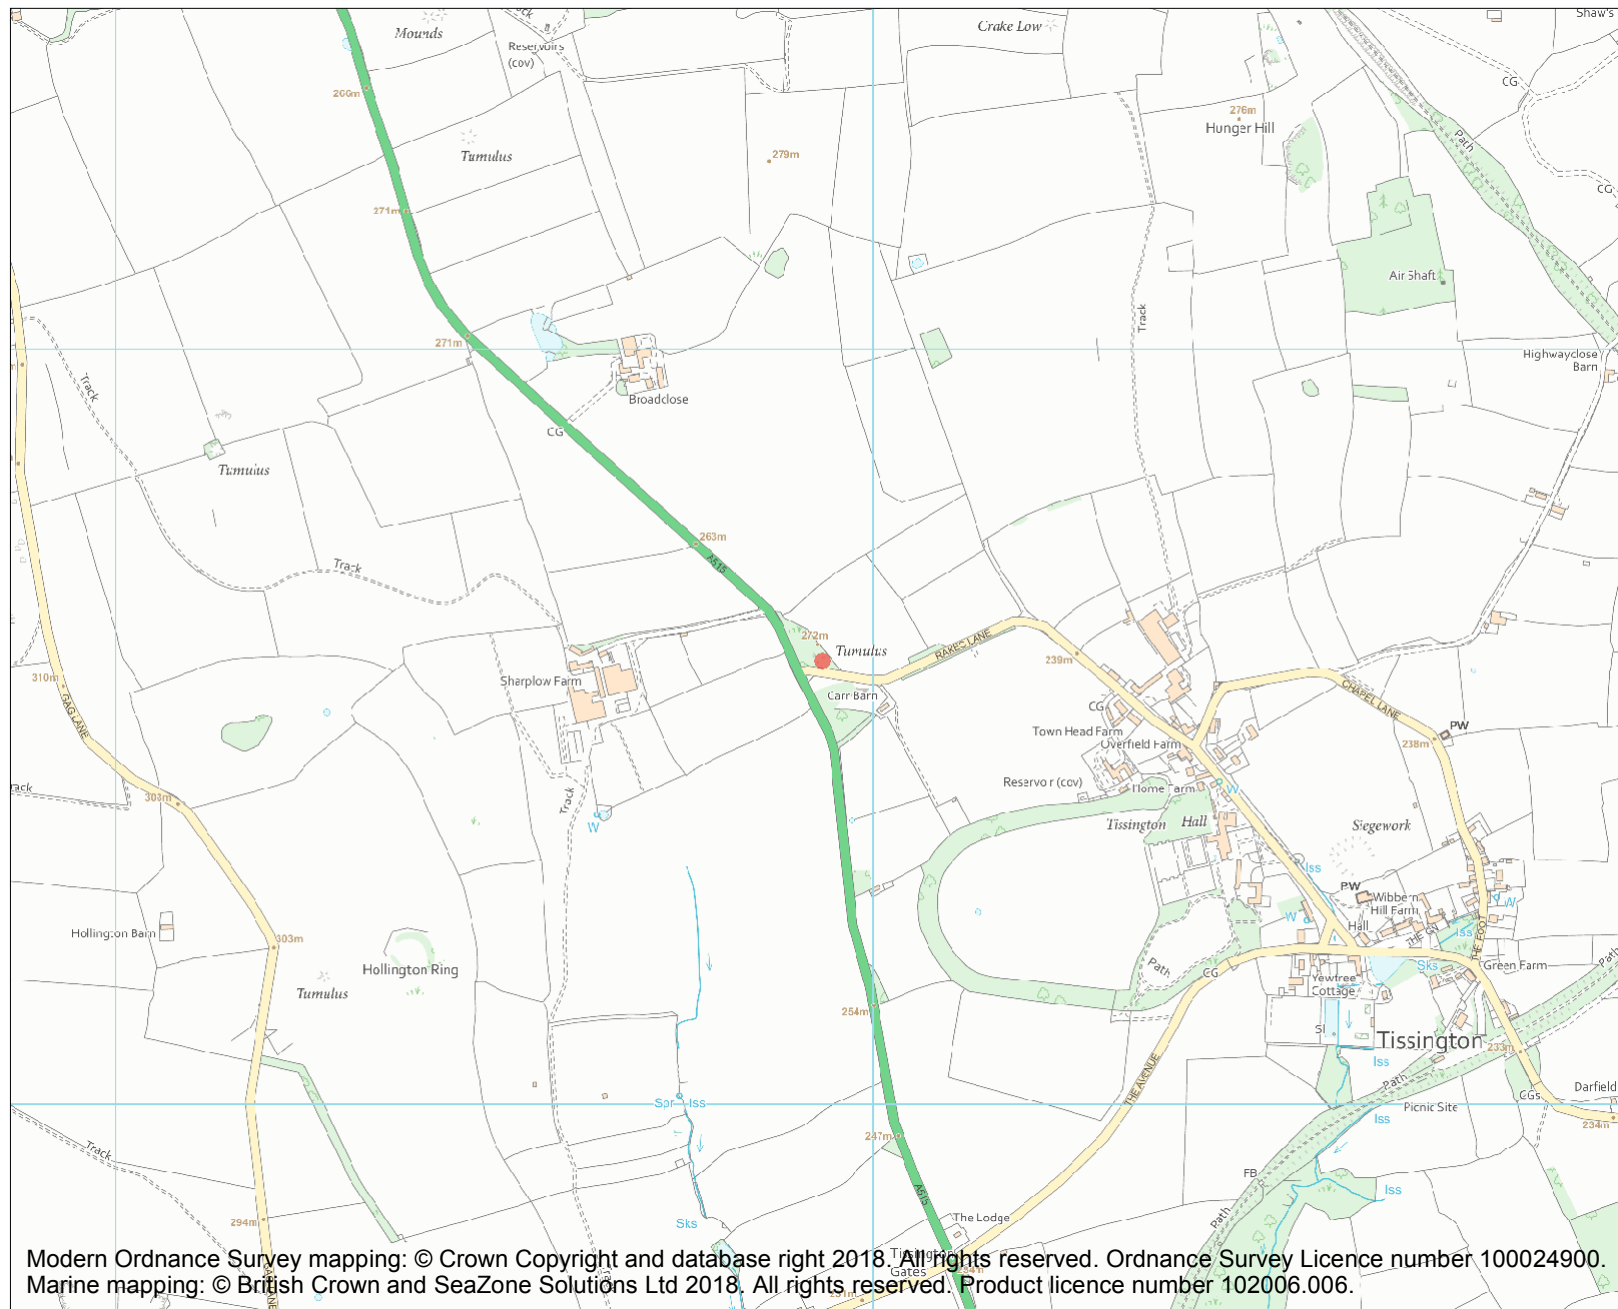 Mounds
Reservoirs
(cov)
Crake Low
Shaw's
CG
266m
276m
Hunger Hill
Path
Tumulus
279m
CG
271m
Air Shaft
Track
271m
Highwayclose
Barn
Track
Broadclose
CG
Tumulus
263m
A515
Track
272m
Tumulus
RAKES LANE
239m
310m
GAG LANE
Sharplow Farm
Carr Barn
CHAPEL LANE
CG
Town Head Farm
Overfield Farm
PW
238m
Reservoir (cov)
Home Farm
W
308m
Track
W
Tissington Hall
Siegework
Iss
PW
Wibben
Hill Farm
W
W
Hall
Iss
Hollington Barn
303m
Hollington Ring
Path
CG
Sks
Green Farm
Path
Yewtree
Cottage
Tumulus
254m
Tissington
233m
Iss
THE AVENUE
Path
Darfield
CGs
Spr Iss
Picnic Site
Iss
234m
247m
Track
FB
A515
Iss
Path
294m
Sks
The Lodge
Tissington
Gates
Modern Ordnance Survey mapping: © Crown Copyright and database right 2018. All rights reserved. Ordnance Survey Licence number 100024900.
Marine mapping: © British Crown and SeaZone Solutions Ltd 2018. All rights reserved. Product licence number 102006.006.